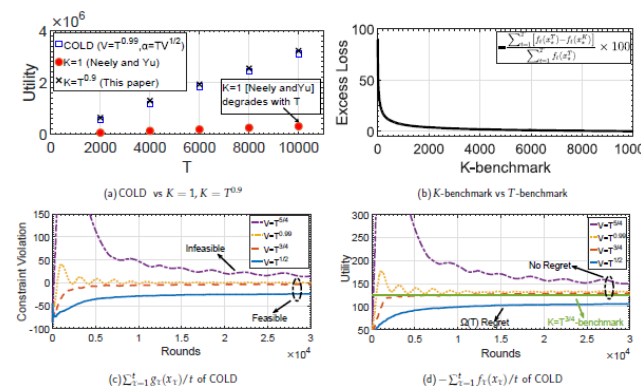 ×10^6
Utility
4
2
0
COLD (V=T^0.99, α=TV^1/2)
K=1 (Neely and Yu)
K=T^0.9 (This paper)
K=1 [Neely andYu]
degrades with T
0 2000 4000 6000 8000 10000
T
(a) COLD vs K = 1, K = T^0.9
Excess Loss
100
50
0
× 100
0 2000 4000 6000 8000 10000
K-benchmark
(b) K-benchmark vs T-benchmark
Constraint Violation
150
100
50
0
-50
-100
V=T^5/4
V=T^0.99
V=T^3/4
V=T^1/2
Infeasible
Feasible
0 0.5 1 1.5 2 2.5 3
Rounds ×10^4
(c) ∑^t_τ=1 g_τ(x_τ)/t of COLD
Utility
300
250
200
150
100
50
V=T^5/4
V=T^0.99
V=T^3/4
V=T^1/2
No Regret
K=T^3/4-benchmark
Ω(T) Regret
0 0.5 1 1.5 2 2.5 3
Rounds ×10^4
(d) − ∑^t_τ=1 f_τ(x_τ)/t of COLD